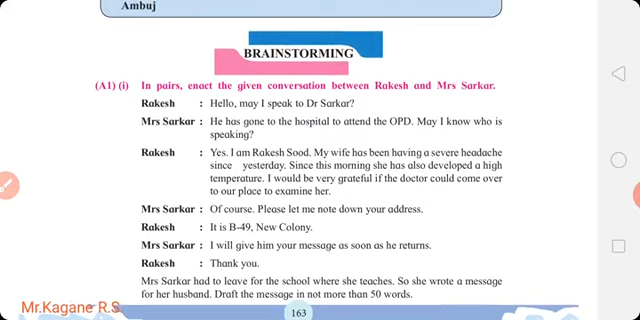 Ambuj
BRAINSTORMING
(A1) (i) In pairs, enact the given conversation between Rakesh and Mrs Sarkar.
Rakesh : Hello, may I speak to Dr Sarkar?
Mrs Sarkar : He has gone to the hospital to attend the OPD. May I know who is
speaking?
Rakesh : Yes. I am Rakesh Sood. My wife has been having a severe headache
since yesterday. Since this morning she has also developed a high
temperature. I would be very grateful if the doctor could come over
to our place to examine her.
Mrs Sarkar : Of course. Please let me note down your address.
Rakesh : It is B-49, New Colony.
Mrs Sarkar : I will give him your message as soon as he returns.
Rakesh : Thank you.
Mrs Sarkar had to leave for the school where she teaches. So she wrote a message
for her husband. Draft the message in not more than 50 words.
Mr.Kagane R.S.
163